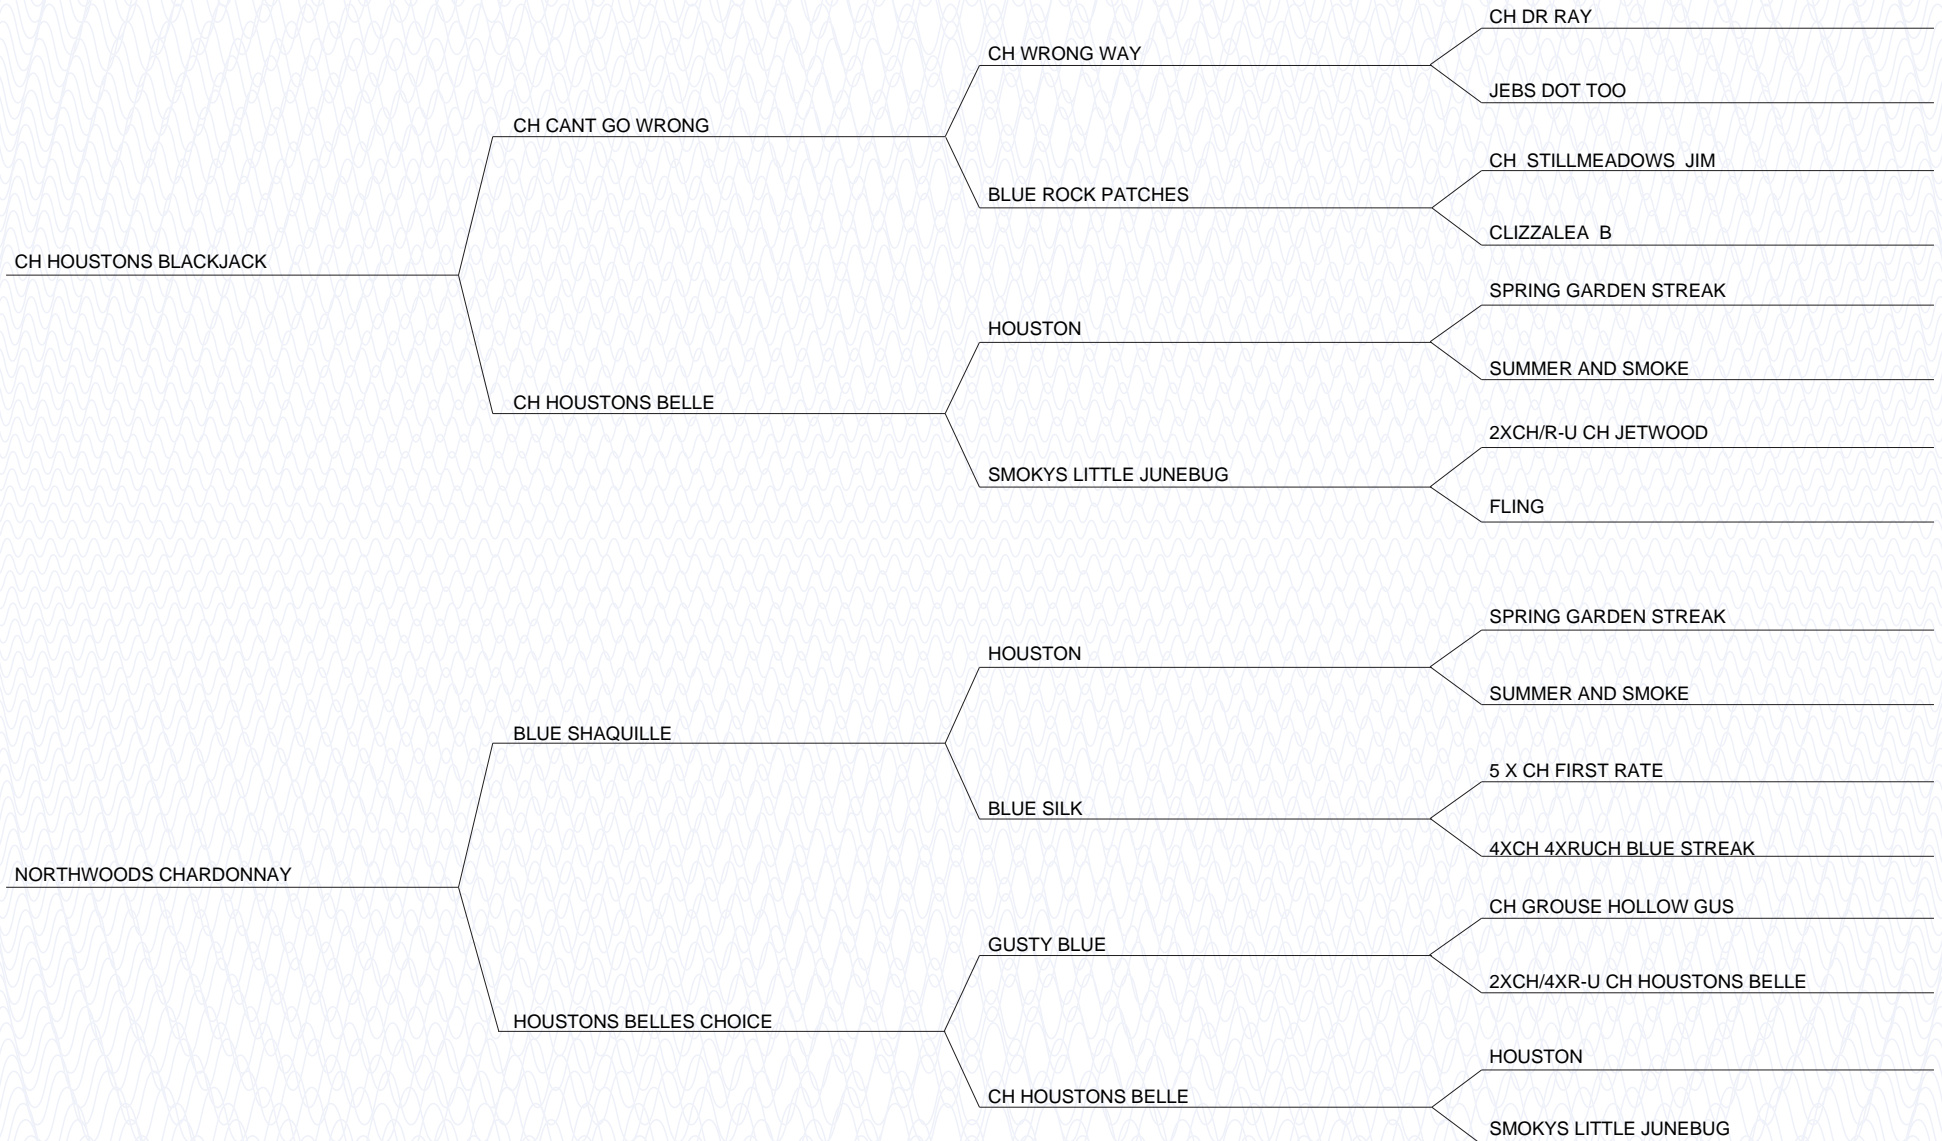 CH DR RAY
CH WRONG WAY
JEBS DOT TOO
CH CANT GO WRONG
CH  STILLMEADOWS  JIM
BLUE ROCK PATCHES
CLIZZALEA  B
CH HOUSTONS BLACKJACK
SPRING GARDEN STREAK
HOUSTON
SUMMER AND SMOKE
CH HOUSTONS BELLE
2XCH/R-U CH JETWOOD
SMOKYS LITTLE JUNEBUG
FLING
SPRING GARDEN STREAK
HOUSTON
SUMMER AND SMOKE
BLUE SHAQUILLE
5 X CH FIRST RATE
BLUE SILK
4XCH 4XRUCH BLUE STREAK
NORTHWOODS CHARDONNAY
CH GROUSE HOLLOW GUS
GUSTY BLUE
2XCH/4XR-U CH HOUSTONS BELLE
HOUSTONS BELLES CHOICE
HOUSTON
CH HOUSTONS BELLE
SMOKYS LITTLE JUNEBUG